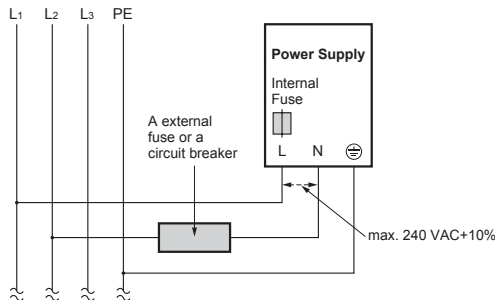 L1 L2 L3 PE
Power Supply
Internal
Fuse
A external
fuse or a
circuit breaker
L N
max. 240 VAC+10%